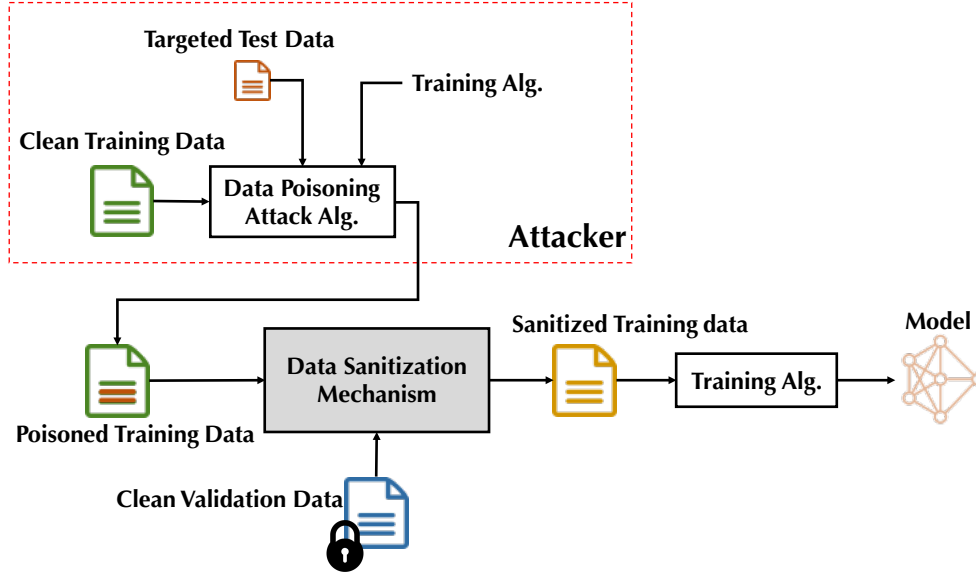 Targeted Test Data
Training Alg.
Clean Training Data
Data Poisoning
Attack Alg.
Attacker
Sanitized Training data
Model
Data Sanitization
Mechanism
Training Alg.
Poisoned Training Data
Clean Validation Data